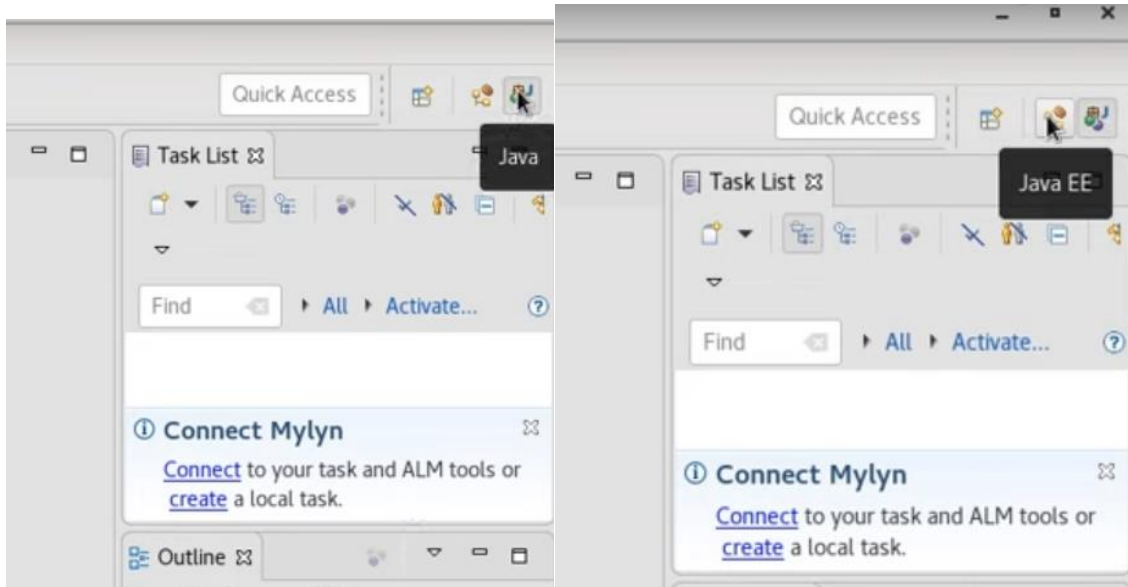 Quick Access
Java
Task List
Find
All
Activate...
Connect Mylyn
Connect to your task and ALM tools or
create a local task.
Outline
Quick Access
Java EE
Task List
Find
All
Activate...
Connect Mylyn
Connect to your task and ALM tools or
create a local task.